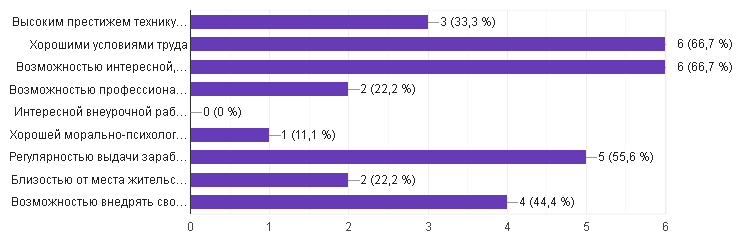 Высоким престижем технику... 3 (33,3 %)
Хорошими условиями труда 6 (66,7 %)
Возможностью интересной,... 6 (66,7 %)
Возможностью профессиона... 2 (22,2 %)
Интересной внеурочной раб... 0 (0 %)
Хорошей морально-психолог... 1 (11,1 %)
Регулярностью выдачи зараб... 5 (55,6 %)
Близостью от места жительс... 2 (22,2 %)
Возможностью внедрять сво... 4 (44,4 %)
0 1 2 3 4 5 6